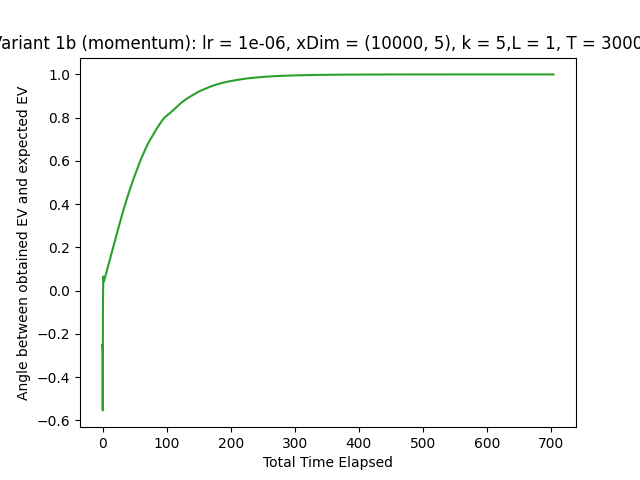 Variant 1b (momentum): lr = 1e-06, xDim = (10000, 5), k = 5,L = 1, T = 3000
1.0
0.8
0.6
0.4
0.2
0.0
−0.2
−0.4
−0.6
Angle between obtained EV and expected EV
0 100 200 300 400 500 600 700
Total Time Elapsed